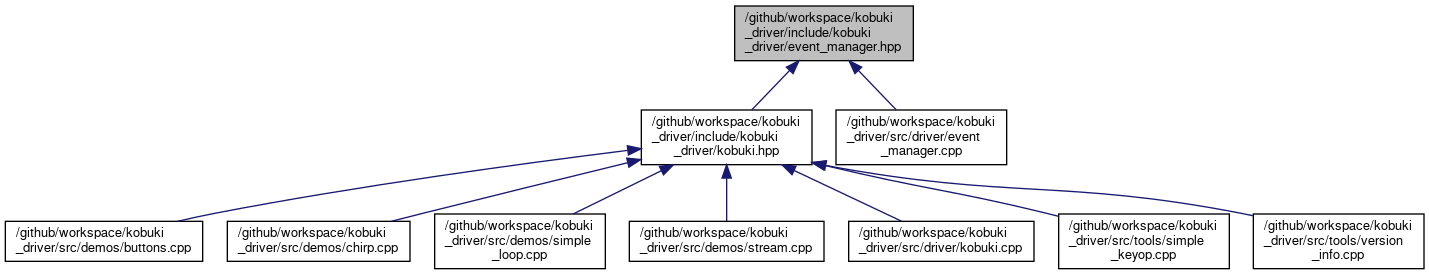 /github/workspace/kobuki
_driver/include/kobuki
_driver/event_manager.hpp
/github/workspace/kobuki
_driver/include/kobuki
_driver/kobuki.hpp
/github/workspace/kobuki
_driver/src/driver/event
_manager.cpp
/github/workspace/kobuki
_driver/src/demos/buttons.cpp
/github/workspace/kobuki
_driver/src/demos/chirp.cpp
/github/workspace/kobuki
_driver/src/demos/simple
_loop.cpp
/github/workspace/kobuki
_driver/src/demos/stream.cpp
/github/workspace/kobuki
_driver/src/driver/kobuki.cpp
/github/workspace/kobuki
_driver/src/tools/simple
_keyop.cpp
/github/workspace/kobuki
_driver/src/tools/version
_info.cpp